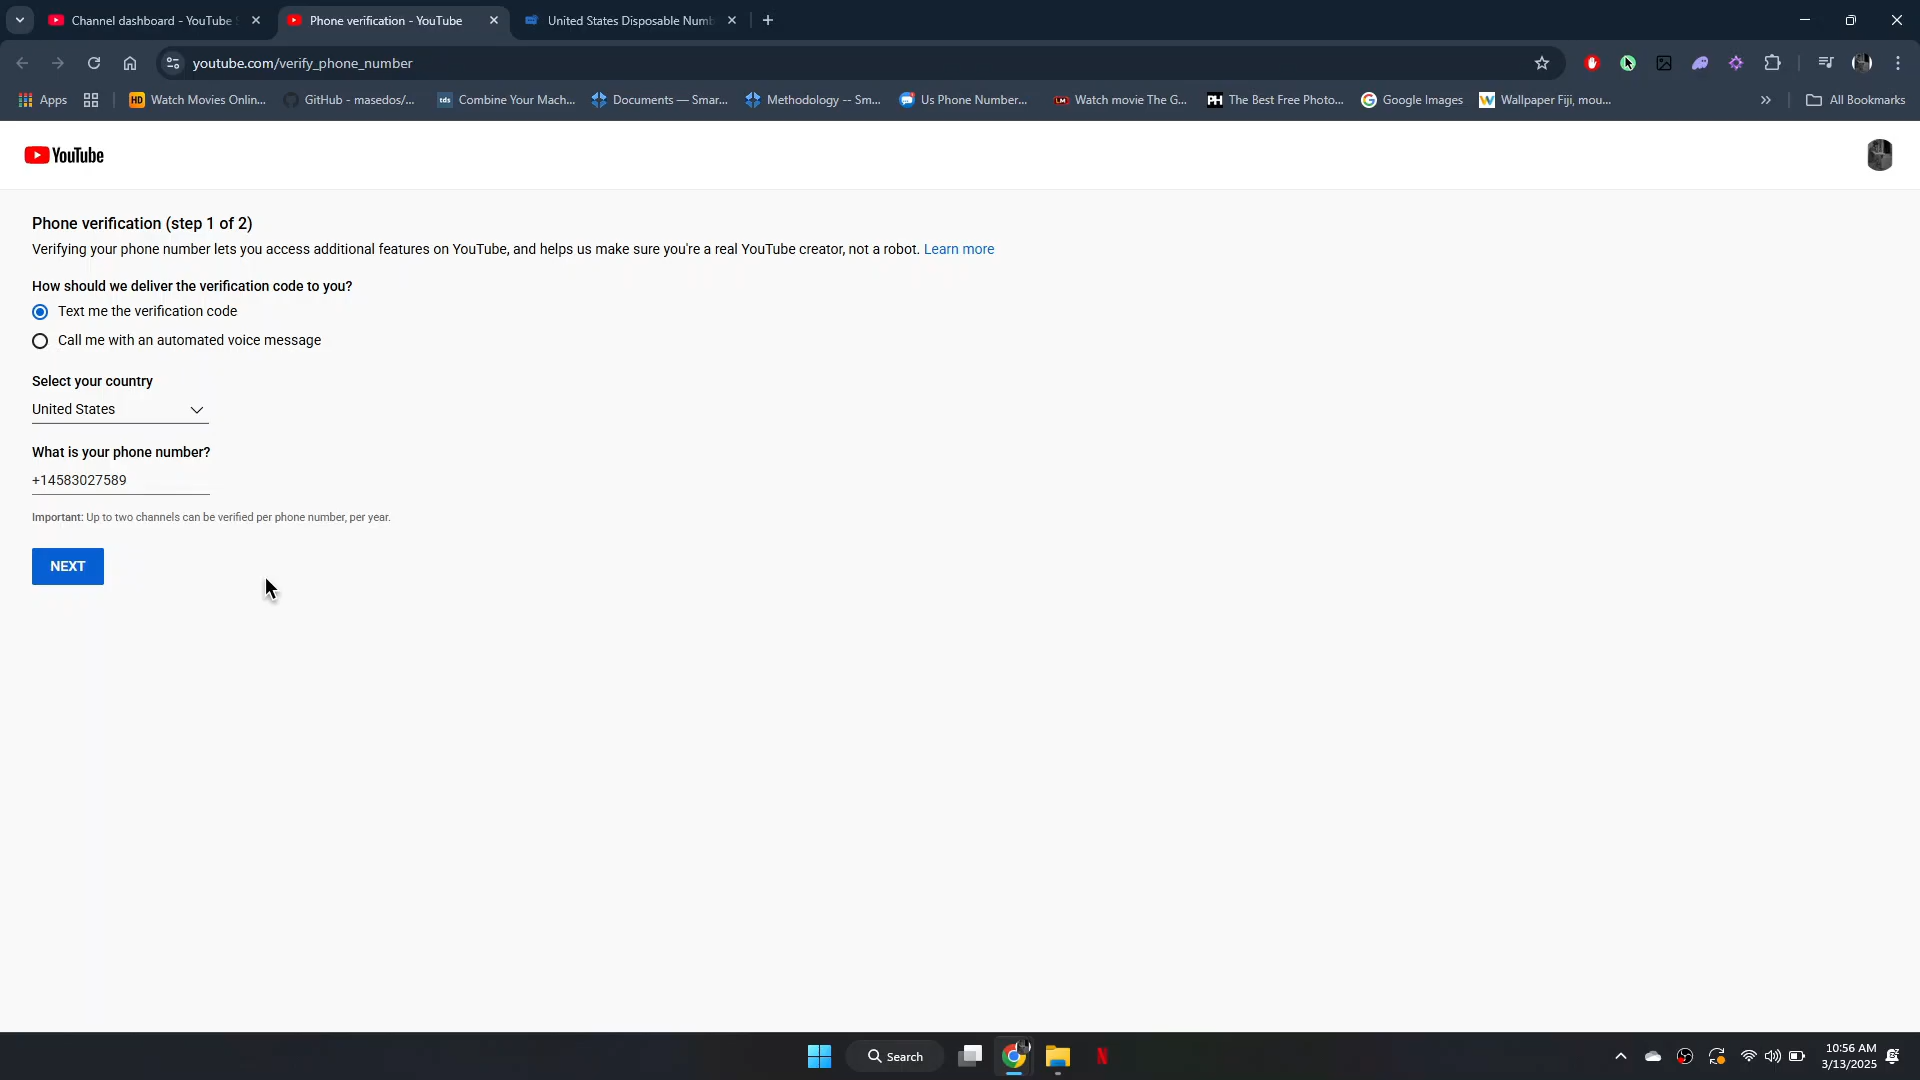 Channel dashboard - YouTube
Phone verification - YouTube
United States Disposable Numb
youtube.com/verify_phone_number
Apps
HD
Watch Movies Onlin...
GitHub - masedos/...
tds
Combine Your Mach...
Documents — Smar...
Methodology -- Sm...
Us Phone Number...
LM
Watch movie The G...
PH
The Best Free Photo...
Google Images
Wallpaper Fiji, mou...
All Bookmarks
YouTube
Phone verification (step 1 of 2)
Verifying your phone number lets you access additional features on YouTube, and helps us make sure you're a real YouTube creator, not a robot. Learn more
How should we deliver the verification code to you?
Text me the verification code
Call me with an automated voice message
Select your country
United States
What is your phone number?
+14583027589
Important: Up to two channels can be verified per phone number, per year.
NEXT
Search
N
10:56 AM
3/13/2025